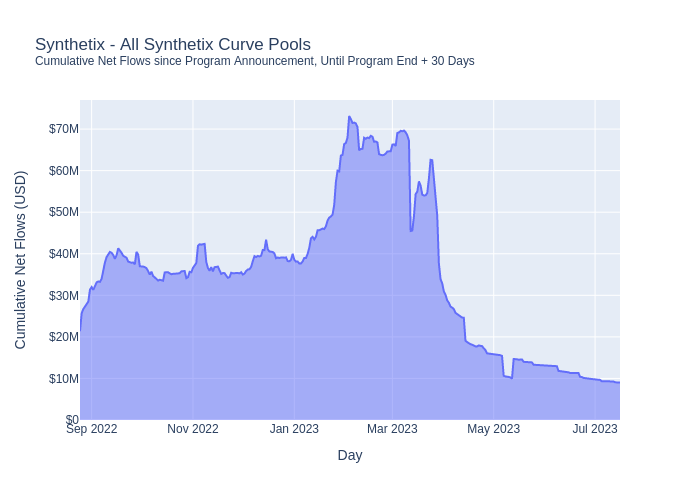 Synthetix - All Synthetix Curve Pools
Cumulative Net Flows since Program Announcement, Until Program End + 30 Days
Cumulative Net Flows (USD)
$70M
$60M
$50M
$40M
$30M
$20M
$10M
$0
Sep 2022
Nov 2022
Jan 2023
Mar 2023
May 2023
Jul 2023
Day